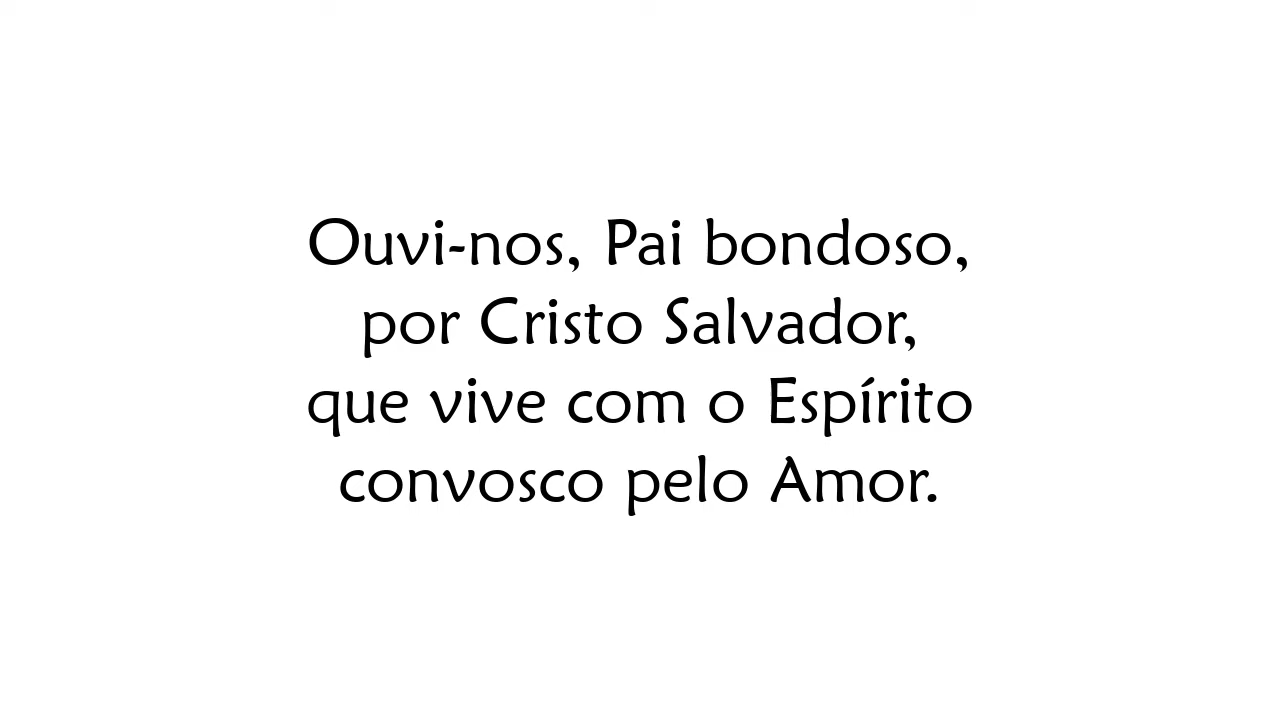 Ouvi-nos, Pai bondoso,
por Cristo Salvador,
que vive com o Espírito
convosco pelo Amor.